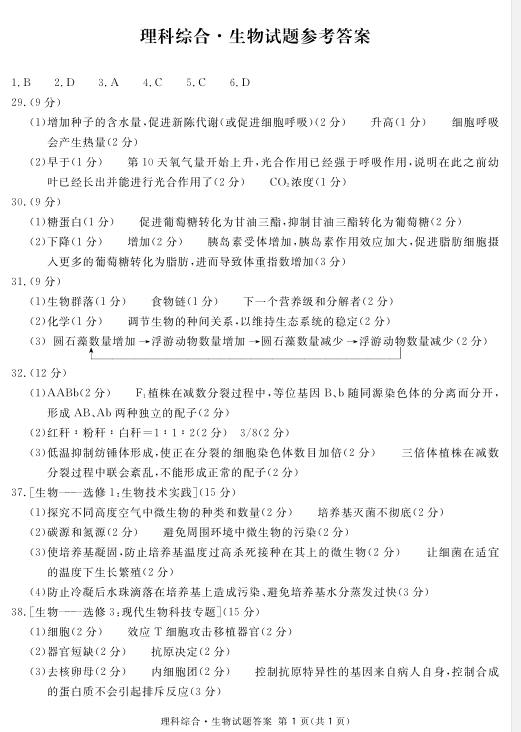 理科综合·生物试题参考答案
1. B  2. D  3. A  4. C  5. C  6. D
29. (9 分)
(1)增加种子的含水量,促进新陈代谢(或促进细胞呼吸)(2 分)  升高(1 分)  细胞呼吸
会产生热量(2 分)
(2)早于(1 分)  第 10 天氧气量开始上升,光合作用已经强于呼吸作用,说明在此之前幼
叶已经长出并能进行光合作用了(2 分)  CO₂浓度(1 分)
30. (9 分)
(1)糖蛋白(1 分)  促进葡萄糖转化为甘油三酯,抑制甘油三酯转化为葡萄糖(2 分)
(2)下降(1 分)  增加(2 分)  胰岛素受体增加,胰岛素作用效应加大,促进脂肪细胞摄
入更多的葡萄糖转化为脂肪,进而导致体重指数增加(3 分)
31. (9 分)
(1)生物群落(1 分)  食物链(1 分)  下一个营养级和分解者(2 分)
(2)化学(1 分)  调节生物的种间关系,以维持生态系统的稳定(2 分)
(3) 圆石藻数量增加→浮游动物数量增加→圆石藻数量减少→浮游动物数量减少(2 分)
32. (12 分)
(1)AABb(2 分)  F₁植株在减数分裂过程中,等位基因 B、b 随同源染色体的分离而分开,
形成 AB、Ab 两种独立的配子(2 分)
(2)红秆∶粉秆∶白秆=1∶1∶2(2 分)  3/8(2 分)
(3)低温抑制纺锤体形成,使正在分裂的细胞染色体数目加倍(2 分)  三倍体植株在减数
分裂过程中联会紊乱,不能形成正常的配子(2 分)
37. [生物——选修 1:生物技术实践](15 分)
(1)探究不同高度空气中微生物的种类和数量(2 分)  培养基灭菌不彻底(2 分)
(2)碳源和氮源(2 分)  避免周围环境中微生物的污染(2 分)
(3)使培养基凝固,防止培养基温度过高杀死接种在其上的微生物(2 分)  让细菌在适宜
的温度下生长繁殖(2 分)
(4)防止冷凝后水珠滴落在培养基上造成污染、避免培养基水分蒸发过快(3 分)
38. [生物——选修 3:现代生物科技专题](15 分)
(1)细胞(2 分)  效应 T 细胞攻击移植器官(2 分)
(2)器官短缺(2 分)  抗原决定(2 分)
(3)去核卵母(2 分)  内细胞团(2 分)  控制抗原特异性的基因来自病人自身,控制合成
的蛋白质不会引起排斥反应(3 分)
理科综合·生物试题答案 第 1 页(共 1 页)